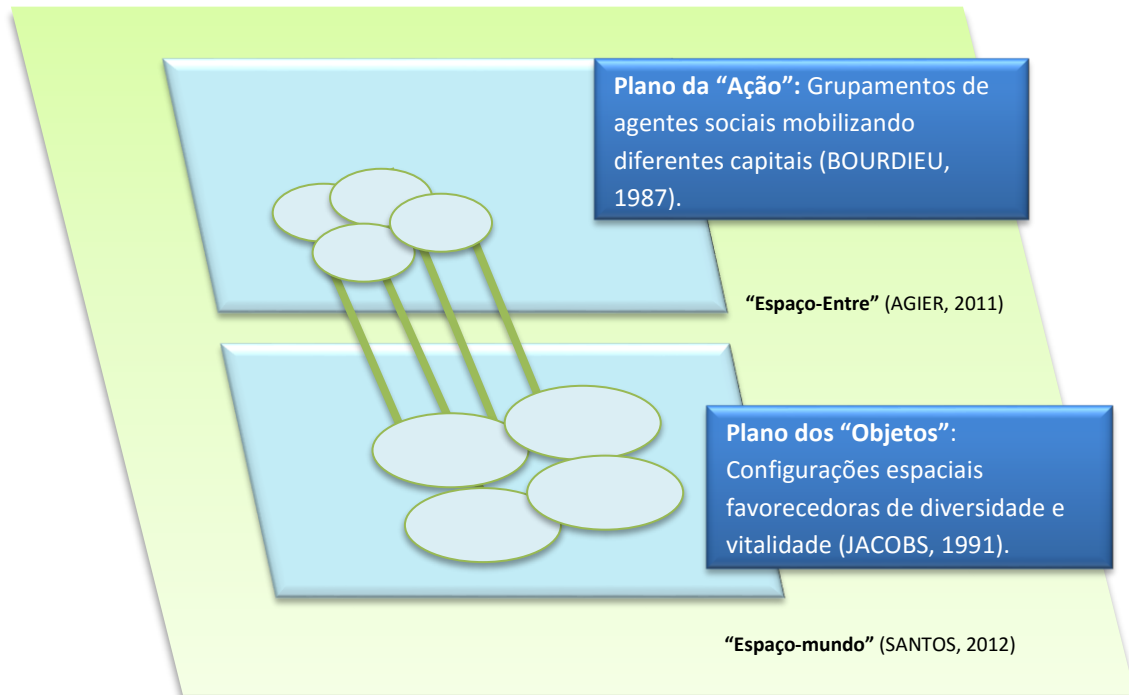 Plano da “Ação”: Grupamentos de
agentes sociais mobilizando
diferentes capitais (BOURDIEU,
1987).
“Espaço-Entre” (AGIER, 2011)
Plano dos “Objetos”:
Configurações espaciais
favorecedoras de diversidade e
vitalidade (JACOBS, 1991).
“Espaço-mundo” (SANTOS, 2012)